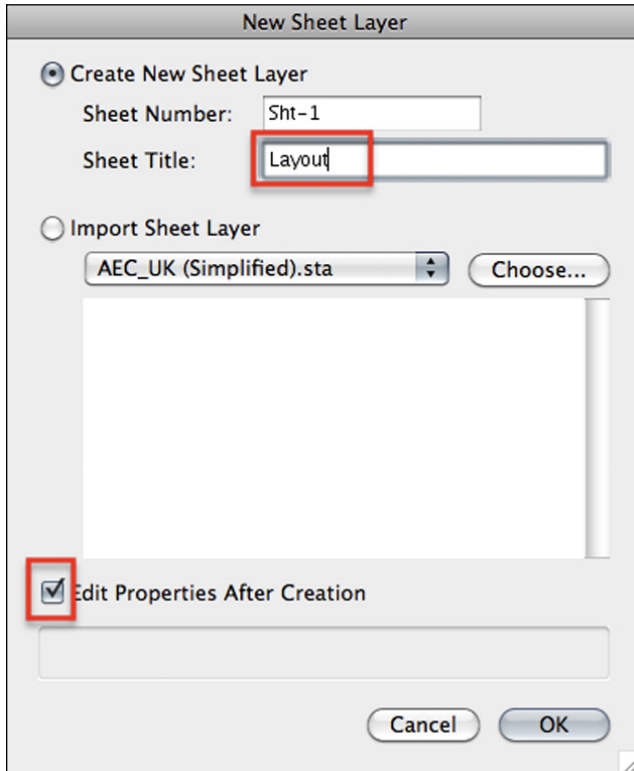 New Sheet Layer
Create New Sheet Layer
Sheet Number: Sht-1
Sheet Title: Layout
Import Sheet Layer
AEC_UK (Simplified).sta Choose...
Edit Properties After Creation
Cancel OK